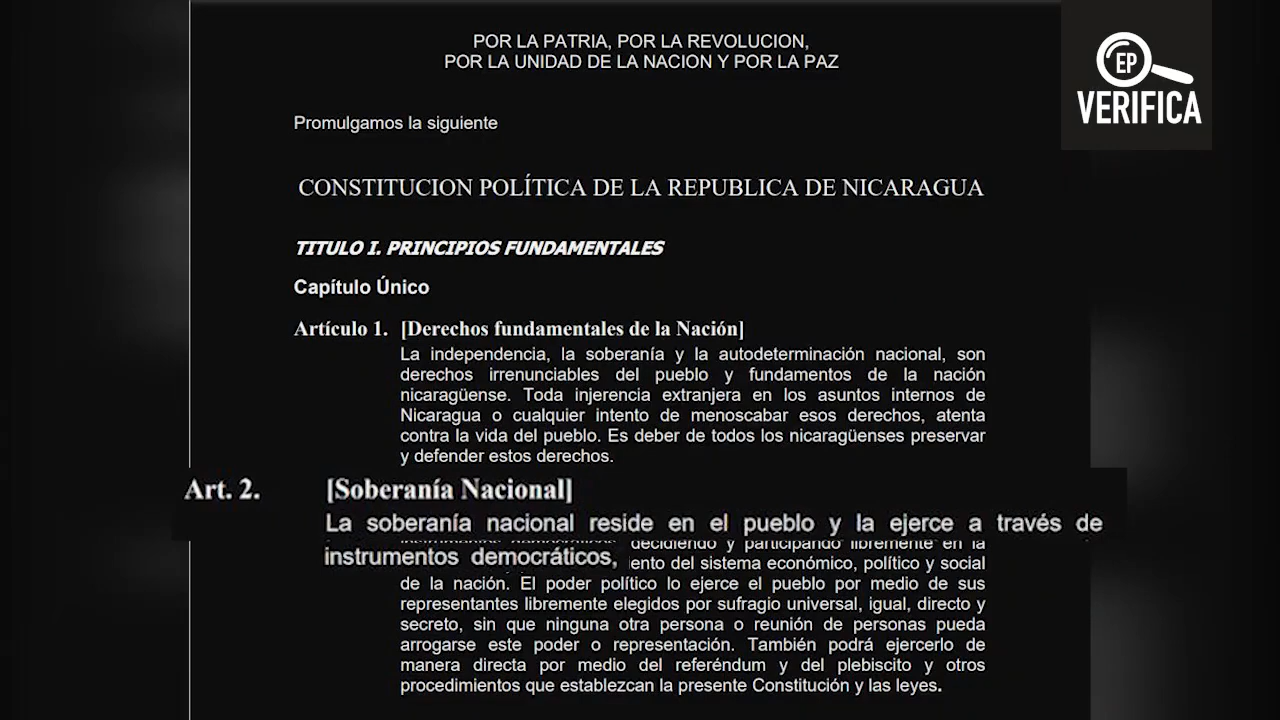 POR LA PATRIA, POR LA REVOLUCION,
POR LA UNIDAD DE LA NACION Y POR LA PAZ
EP
VERIFICA
Promulgamos la siguiente
CONSTITUCION POLÍTICA DE LA REPUBLICA DE NICARAGUA
TITULO I. PRINCIPIOS FUNDAMENTALES
Capítulo Único
Artículo 1. [Derechos fundamentales de la Nación]
La independencia, la soberanía y la autodeterminación nacional, son
derechos irrenunciables del pueblo y fundamentos de la nación
nicaragüense. Toda injerencia extranjera en los asuntos internos de
Nicaragua o cualquier intento de menoscabar esos derechos, atenta
contra la vida del pueblo. Es deber de todos los nicaragüenses preservar
y defender estos derechos.
Art. 2. [Soberanía Nacional]
La soberanía nacional reside en el pueblo y la ejerce a través de
instrumentos democráticos,
decidiendo y participando libremente en la
del sistema económico, político y social
de la nación. El poder político lo ejerce el pueblo por medio de sus
representantes libremente elegidos por sufragio universal, igual, directo y
secreto, sin que ninguna otra persona o reunión de personas pueda
arrogarse este poder o representación. También podrá ejercerlo de
manera directa por medio del referéndum y del plebiscito y otros
procedimientos que establezcan la presente Constitución y las leyes.